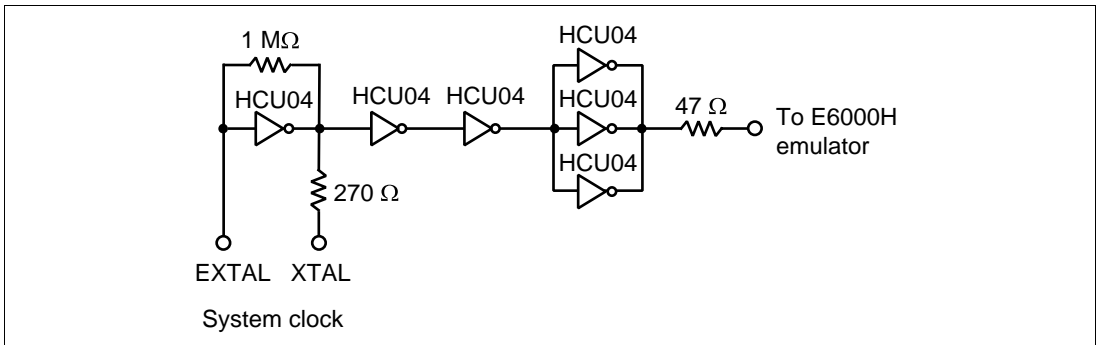 1 MΩ
HCU04
HCU04
HCU04
HCU04
HCU04
HCU04
47 Ω
To E6000H
emulator
270 Ω
EXTAL
XTAL
System clock